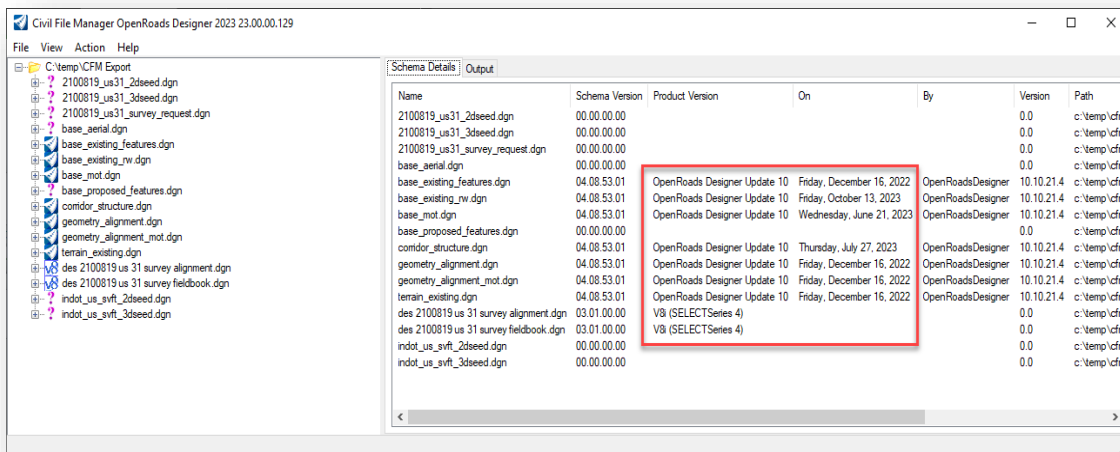 Civil File Manager OpenRoads Designer 2023 23.00.00.129
File View Action Help
C:\temp\CFM Export
2100819_us31_2dseed.dgn
2100819_us31_3dseed.dgn
2100819_us31_survey_request.dgn
base_aerial.dgn
base_existing_features.dgn
base_existing_rw.dgn
base_mot.dgn
base_proposed_features.dgn
corridor_structure.dgn
geometry_alignment.dgn
geometry_alignment_mot.dgn
terrain_existing.dgn
des 2100819 us 31 survey alignment.dgn
des 2100819 us 31 survey fieldbook.dgn
indot_us_svft_2dseed.dgn
indot_us_svft_3dseed.dgn
Schema Details Output
Name Schema Version Product Version On By Version Path
2100819_us31_2dseed.dgn 00.00.00.00 0.0 c:\temp\cfm
2100819_us31_3dseed.dgn 00.00.00.00 0.0 c:\temp\cfm
2100819_us31_survey_request.dgn 00.00.00.00 0.0 c:\temp\cfm
base_aerial.dgn 00.00.00.00 0.0 c:\temp\cfm
base_existing_features.dgn 04.08.53.01 OpenRoads Designer Update 10 Friday, December 16, 2022 OpenRoadsDesigner 10.10.21.4 c:\temp\cfm
base_existing_rw.dgn 04.08.53.01 OpenRoads Designer Update 10 Friday, October 13, 2023 OpenRoadsDesigner 10.10.21.4 c:\temp\cfm
base_mot.dgn 04.08.53.01 OpenRoads Designer Update 10 Wednesday, June 21, 2023 OpenRoadsDesigner 10.10.21.4 c:\temp\cfm
base_proposed_features.dgn 00.00.00.00 0.0 c:\temp\cfm
corridor_structure.dgn 04.08.53.01 OpenRoads Designer Update 10 Thursday, July 27, 2023 OpenRoadsDesigner 10.10.21.4 c:\temp\cfm
geometry_alignment.dgn 04.08.53.01 OpenRoads Designer Update 10 Friday, December 16, 2022 OpenRoadsDesigner 10.10.21.4 c:\temp\cfm
geometry_alignment_mot.dgn 04.08.53.01 OpenRoads Designer Update 10 Friday, December 16, 2022 OpenRoadsDesigner 10.10.21.4 c:\temp\cfm
terrain_existing.dgn 04.08.53.01 OpenRoads Designer Update 10 Friday, December 16, 2022 OpenRoadsDesigner 10.10.21.4 c:\temp\cfm
des 2100819 us 31 survey alignment.dgn 03.01.00.00 V8i (SELECTSeries 4) 0.0 c:\temp\cfm
des 2100819 us 31 survey fieldbook.dgn 03.01.00.00 V8i (SELECTSeries 4) 0.0 c:\temp\cfm
indot_us_svft_2dseed.dgn 00.00.00.00 0.0 c:\temp\cfm
indot_us_svft_3dseed.dgn 00.00.00.00 0.0 c:\temp\cfm